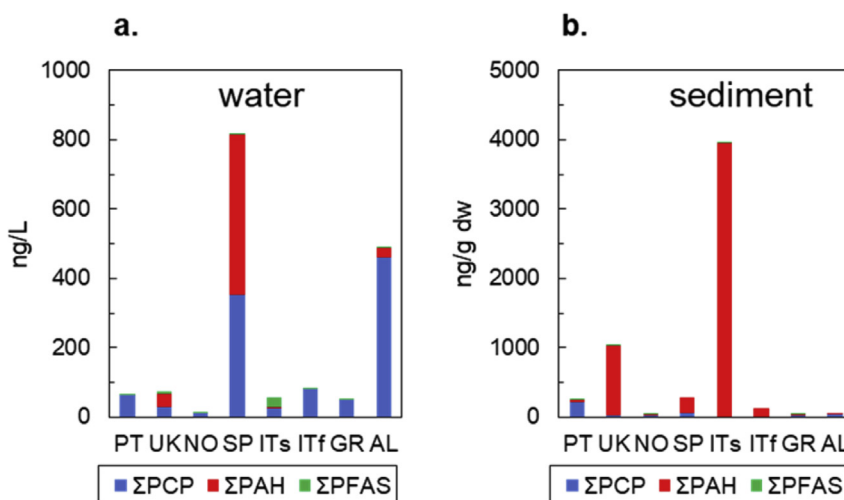 a.
water
1000
800
600
400
200
0
ng/L
PT UK NO SP ITs ITf GR AL
ΣPCP ΣPAH ΣPFAS
b.
sediment
5000
4000
3000
2000
1000
0
ng/g dw
PT UK NO SP ITs ITf GR AL
ΣPCP ΣPAH ΣPFAS